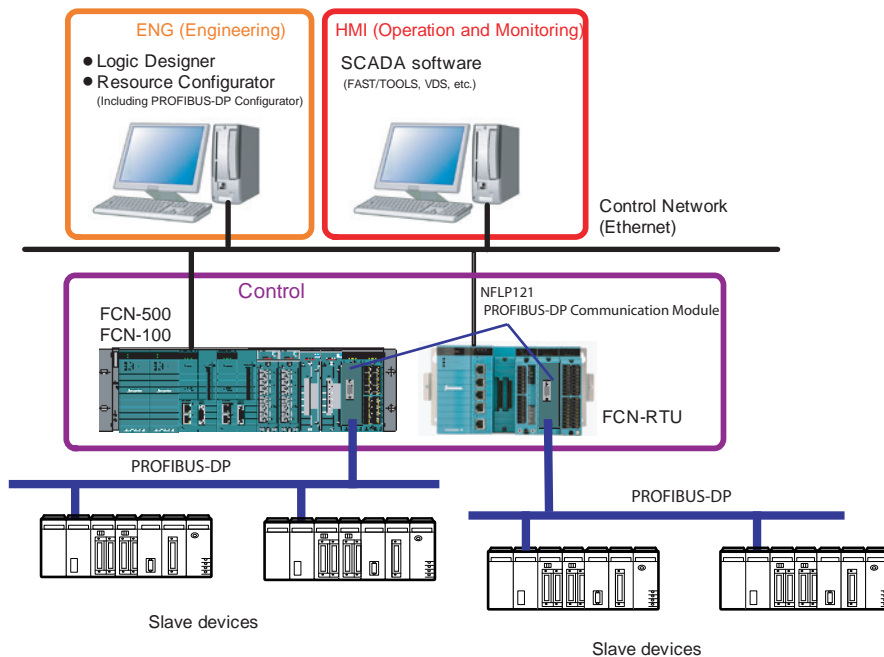 ENG (Engineering)
● Logic Designer
● Resource Configurator
(Including PROFIBUS-DP Configurator)
HMI (Operation and Monitoring)
SCADA software
(FAST/TOOLS, VDS, etc.)
Control Network
(Ethernet)
Control
FCN-500
FCN-100
NFLP121
PROFIBUS-DP Communication Module
FCN-RTU
PROFIBUS-DP
PROFIBUS-DP
Slave devices
Slave devices